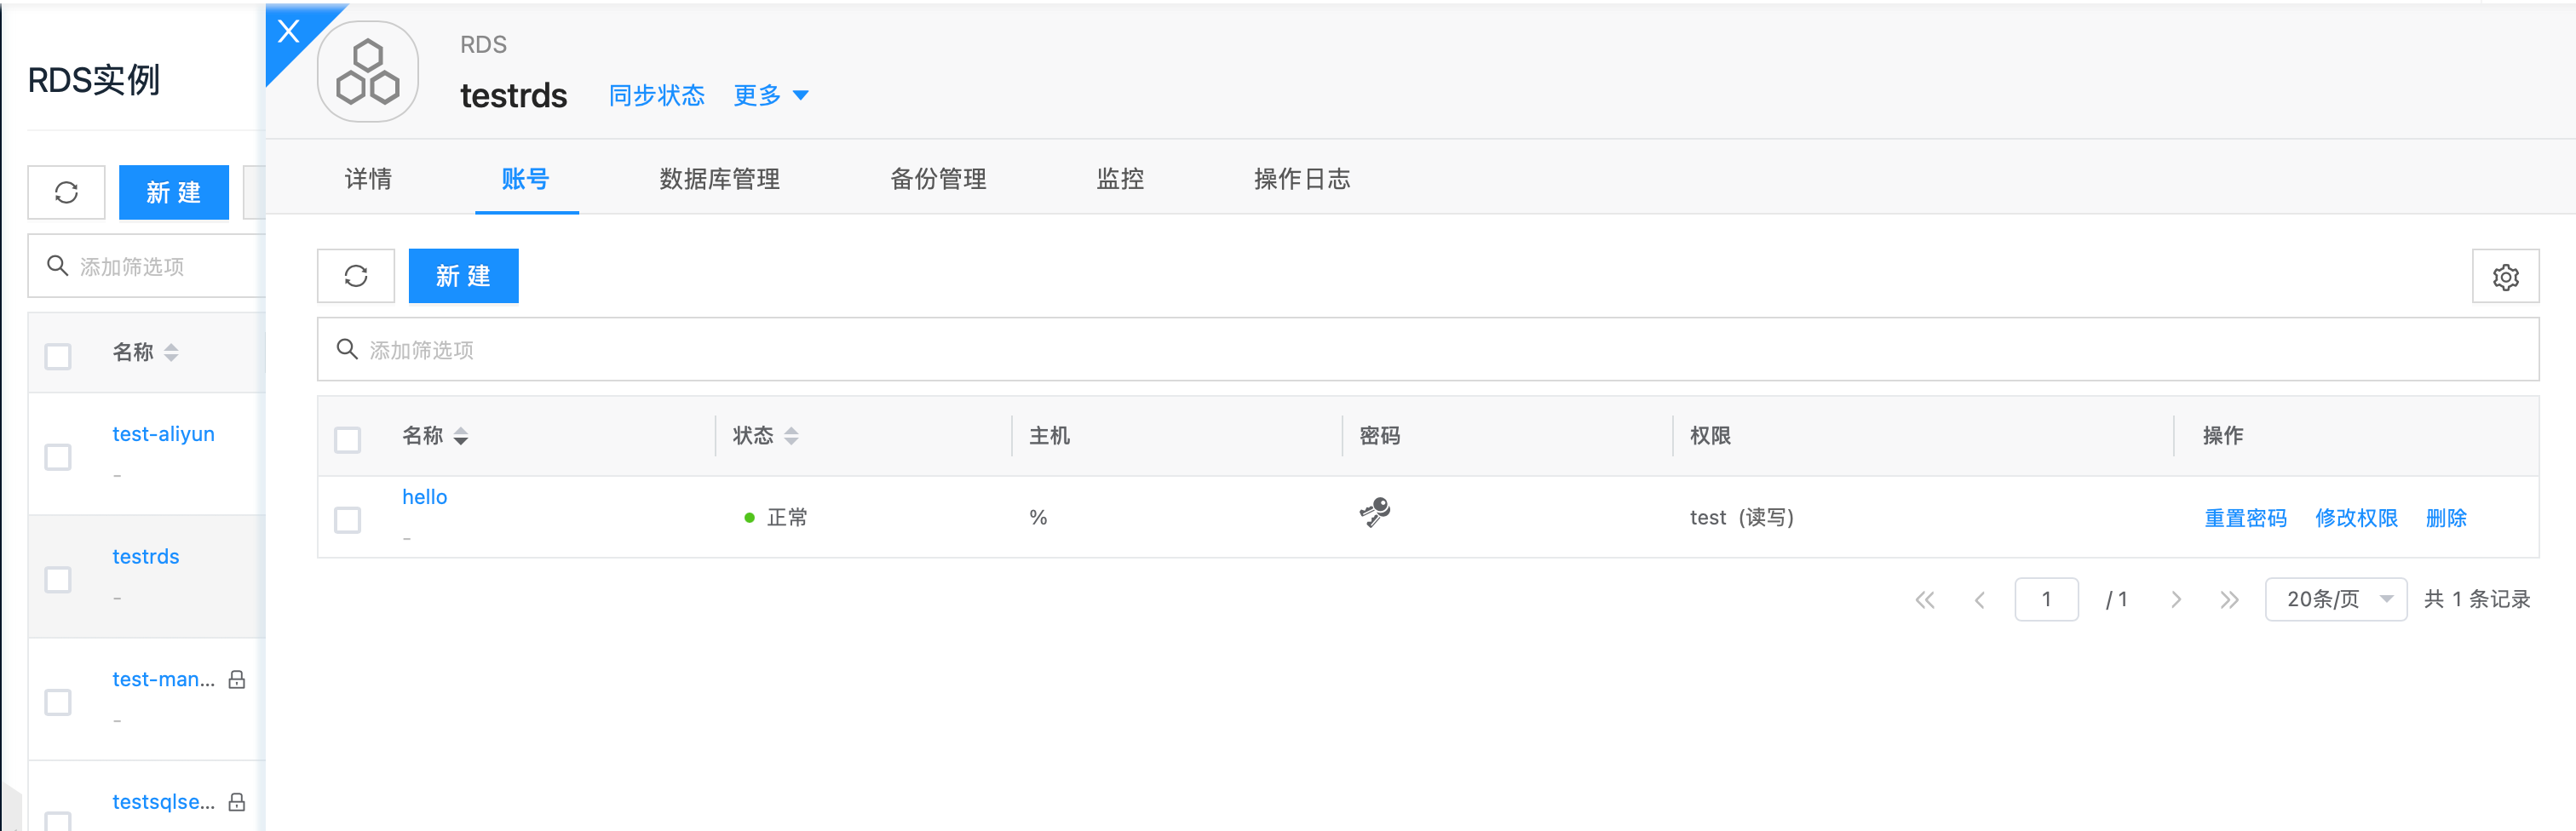 RDS实例
新 建
添加筛选项
名称
test-aliyun
-
testrds
-
test-man...
-
testsqlse...
RDS
testrds 同步状态 更多
详情 账号 数据库管理 备份管理 监控 操作日志
新 建
添加筛选项
名称 状态 主机 密码 权限 操作
hello
-
正常 % test (读写) 重置密码 修改权限 删除
1 / 1 20条/页 共 1 条记录